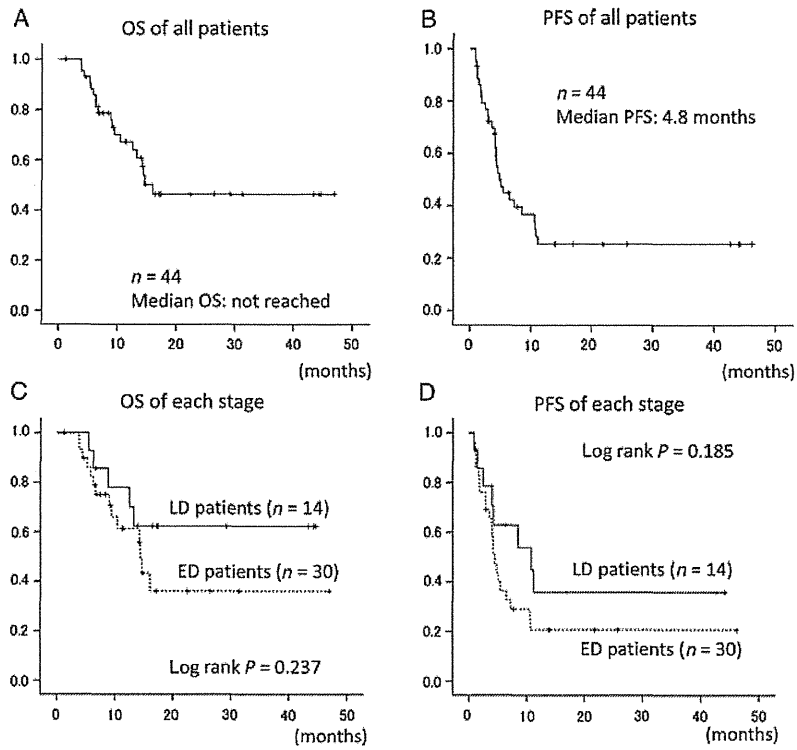 A
OS of all patients
1.0
0.8
0.6
0.4
0.2
0.0
n = 44
Median OS: not reached
0 10 20 30 40 50
(months)
B
PFS of all patients
1.0
0.8
0.6
0.4
0.2
0.0
n = 44
Median PFS: 4.8 months
0 10 20 30 40 50
(months)
C
OS of each stage
1.0
0.8
0.6
0.4
0.2
0.0
LD patients (n = 14)
ED patients (n = 30)
Log rank P = 0.237
0 10 20 30 40 50
(months)
D
PFS of each stage
1.0
0.8
0.6
0.4
0.2
0.0
Log rank P = 0.185
LD patients (n = 14)
ED patients (n = 30)
0 10 20 30 40 50
(months)